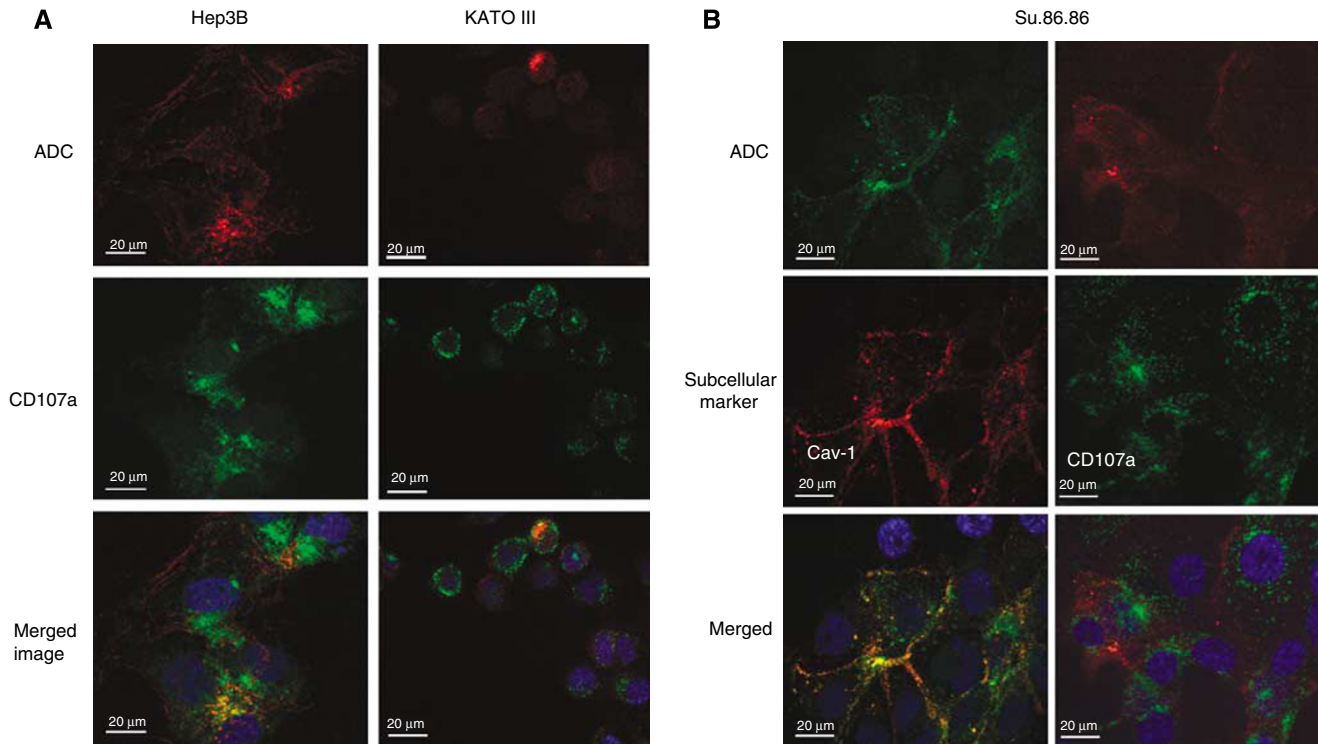 A
Hep3B
KATO III
ADC
20 µm
20 µm
CD107a
20 µm
20 µm
Merged
image
20 µm
20 µm
B
Su.86.86
ADC
20 µm
20 µm
Subcellular
marker
Cav-1
20 µm
CD107a
20 µm
Merged
20 µm
20 µm